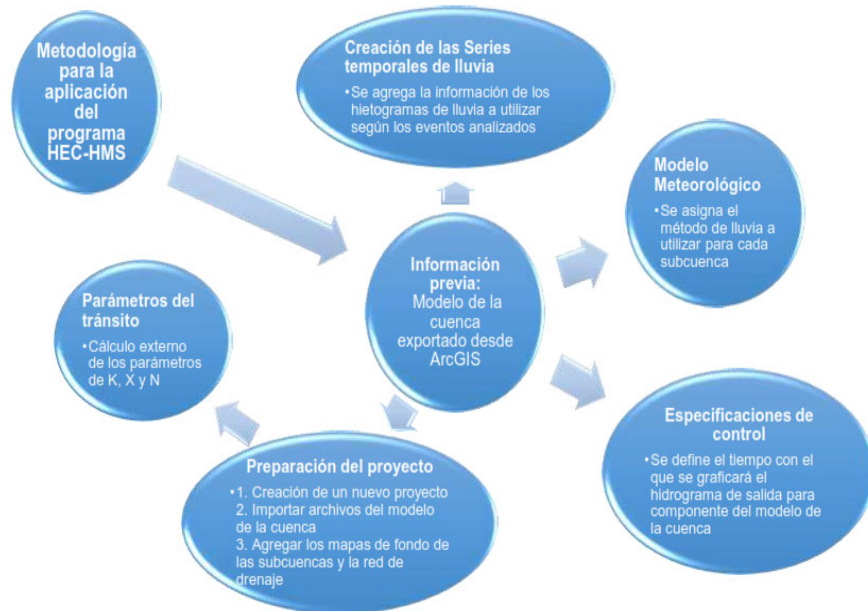 Metodología
para la
aplicación
del
programa
HEC-HMS
Creación de las Series
temporales de lluvia
•Se agrega la información de los
hietogramas de lluvia a utilizar
según los eventos analizados
Modelo
Meteorológico
•Se asigna el
método de lluvia a
utilizar para cada
subcuenca
Información
previa:
Modelo de la
cuenca
exportado desde
ArcGIS
Parámetros del
tránsito
•Cálculo externo
de los parámetros
de K, X y N
Especificaciones de
control
•Se define el tiempo con el
que se graficará el
hidrograma de salida para
componente del modelo de
la cuenca
Preparación del proyecto
•1. Creación de un nuevo proyecto
2. Importar archivos del modelo
de la cuenca
3. Agregar los mapas de fondo de
las subcuencas y la red de
drenaje